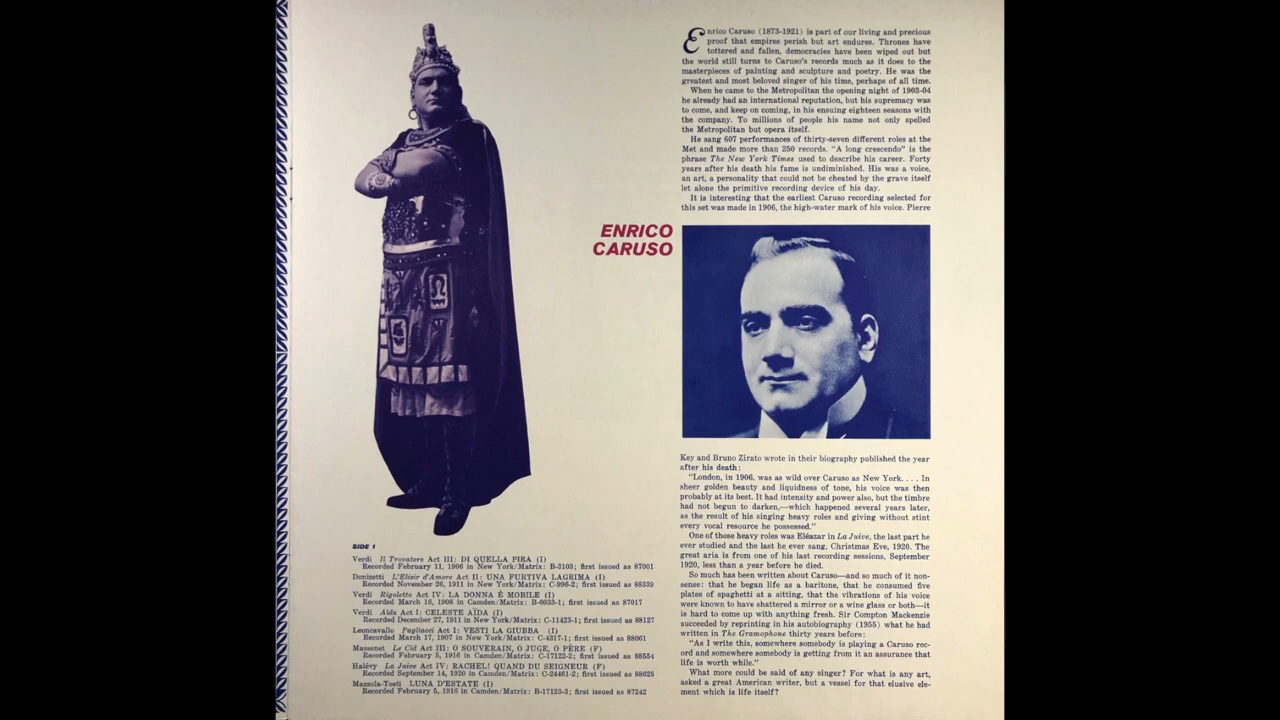 Enrico Caruso (1873-1921) is part of our living and precious
proof that empires perish but art endures. Thrones have
tottered and fallen, democracies have been wiped out but
the world still turns to Caruso's records much as it does to the
masterpieces of painting and sculpture and poetry. He was the
greatest and most beloved singer of his time, perhaps of all time.
When he came to the Metropolitan the opening night of 1903-04
he already had an international reputation, but his supremacy was
to come, and keep on coming, in his ensuing eighteen seasons with
the company. To millions of people his name not only spelled
the Metropolitan but opera itself.
He sang 607 performances of thirty-seven different roles at the
Met and made more than 250 records. "A long crescendo" is the
phrase The New York Times used to describe his career. Forty
years after his death his fame is undiminished. His was a voice,
an art, a personality that could not be cheated by the grave itself
let alone the primitive recording device of his day.
It is interesting that the earliest Caruso recording selected for
this set was made in 1906, the high-water mark of his voice. Pierre
ENRICO
CARUSO
Key and Bruno Zirato wrote in their biography published the year
after his death:
"London, in 1906, was as wild over Caruso as New York. . . . In
sheer golden beauty and liquidness of tone, his voice was then
probably at its best. It had intensity and power also, but the timbre
had not begun to darken,—which happened several years later,
as the result of his singing heavy roles and giving without stint
every vocal resource he possessed."
One of those heavy roles was Eléazar in La Juive, the last part he
ever studied and the last he ever sang, Christmas Eve, 1920. The
great aria is from one of his last recording sessions, September
1920, less than a year before he died.
So much has been written about Caruso—and so much of it non-
sense: that he began life as a baritone, that he consumed five
plates of spaghetti at a sitting, that the vibrations of his voice
were known to have shattered a mirror or a wine glass or both—it
is hard to come up with anything fresh. Sir Compton Mackenzie
succeeded by reprinting in his autobiography (1955) what he had
written in The Gramophone thirty years before:
"As I write this, somewhere somebody is playing a Caruso rec-
ord and somewhere somebody is getting from it an assurance that
life is worth while."
What more could be said of any singer? For what is any art,
asked a great American writer, but a vessel for that elusive ele-
ment which is life itself?
SIDE 1
Verdi Il Trovatore Act III: DI QUELLA PIRA (I)
Recorded February 11, 1906 in New York/Matrix: B-3103; first issued as 87001
Donizetti L'Elisir d'Amore Act II: UNA FURTIVA LAGRIMA (I)
Recorded November 26, 1911 in New York/Matrix: C-996-2; first issued as 88339
Verdi Rigoletto Act IV: LA DONNA È MOBILE (I)
Recorded March 16, 1908 in Camden/Matrix: B-6033-1; first issued as 87017
Verdi Aïda Act I: CELESTE AÏDA (I)
Recorded December 27, 1911 in New York/Matrix: C-11423-1; first issued as 88127
Leoncavallo Pagliacci Act I: VESTI LA GIUBBA (I)
Recorded March 17, 1907 in New York/Matrix: C-4317-1; first issued as 88061
Massenet Le Cid Act III: O SOUVERAIN, O JUGE, O PÈRE (F)
Recorded February 5, 1916 in Camden/Matrix: C-17122-2; first issued as 88554
Halévy La Juive Act IV: RACHEL! QUAND DU SEIGNEUR (F)
Recorded September 14, 1920 in Camden/Matrix: C-24461-2; first issued as 88625
Mazzola-Tosti LUNA D'ESTATE (I)
Recorded February 5, 1916 in Camden/Matrix: B-17123-3; first issued as 87242